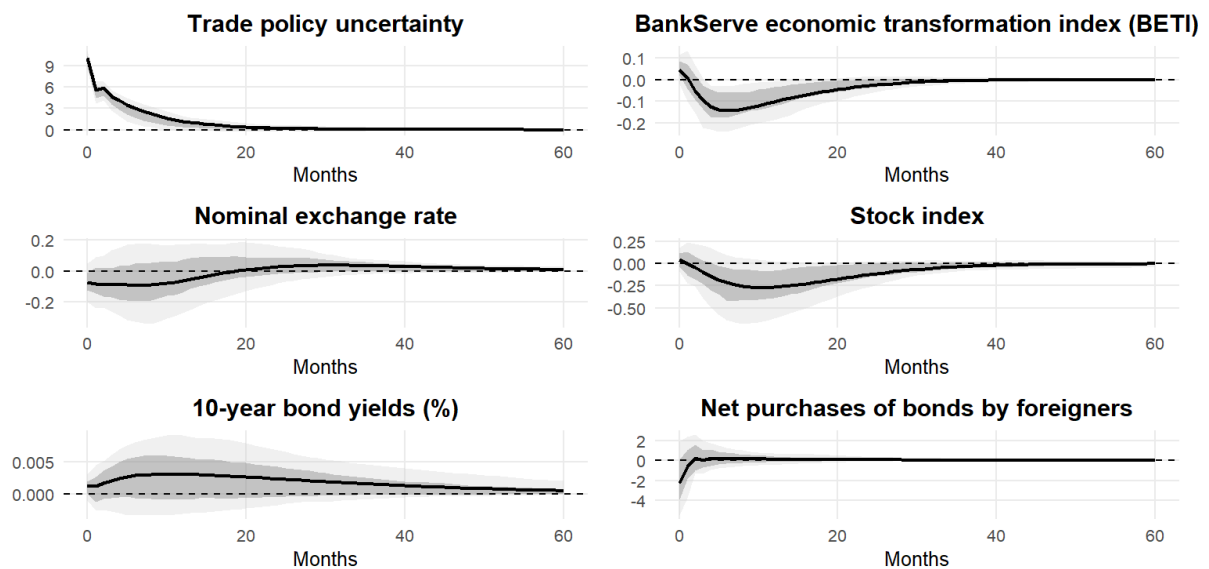 Trade policy uncertainty
9
6
3
0
0 20 40 60
Months
BankServe economic transformation index (BETI)
0.1
0.0
-0.1
-0.2
0 20 40 60
Months
Nominal exchange rate
0.2
0.0
-0.2
0 20 40 60
Months
Stock index
0.25
0.00
-0.25
-0.50
0 20 40 60
Months
10-year bond yields (%)
0.005
0.000
0 20 40 60
Months
Net purchases of bonds by foreigners
2
0
-2
-4
0 20 40 60
Months